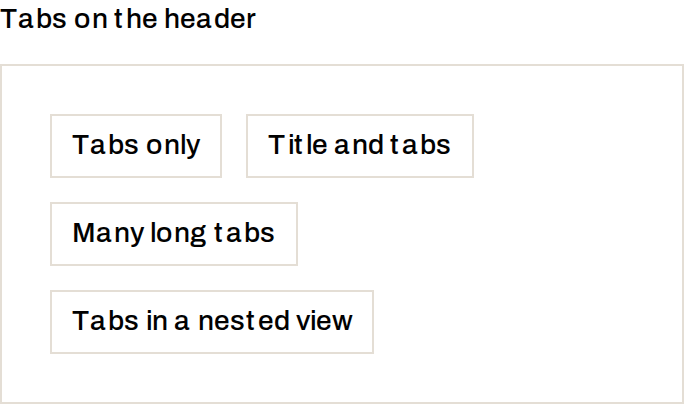 Tabs on the header
Tabs only
Title and tabs
Many long tabs
Tabs in a nested view